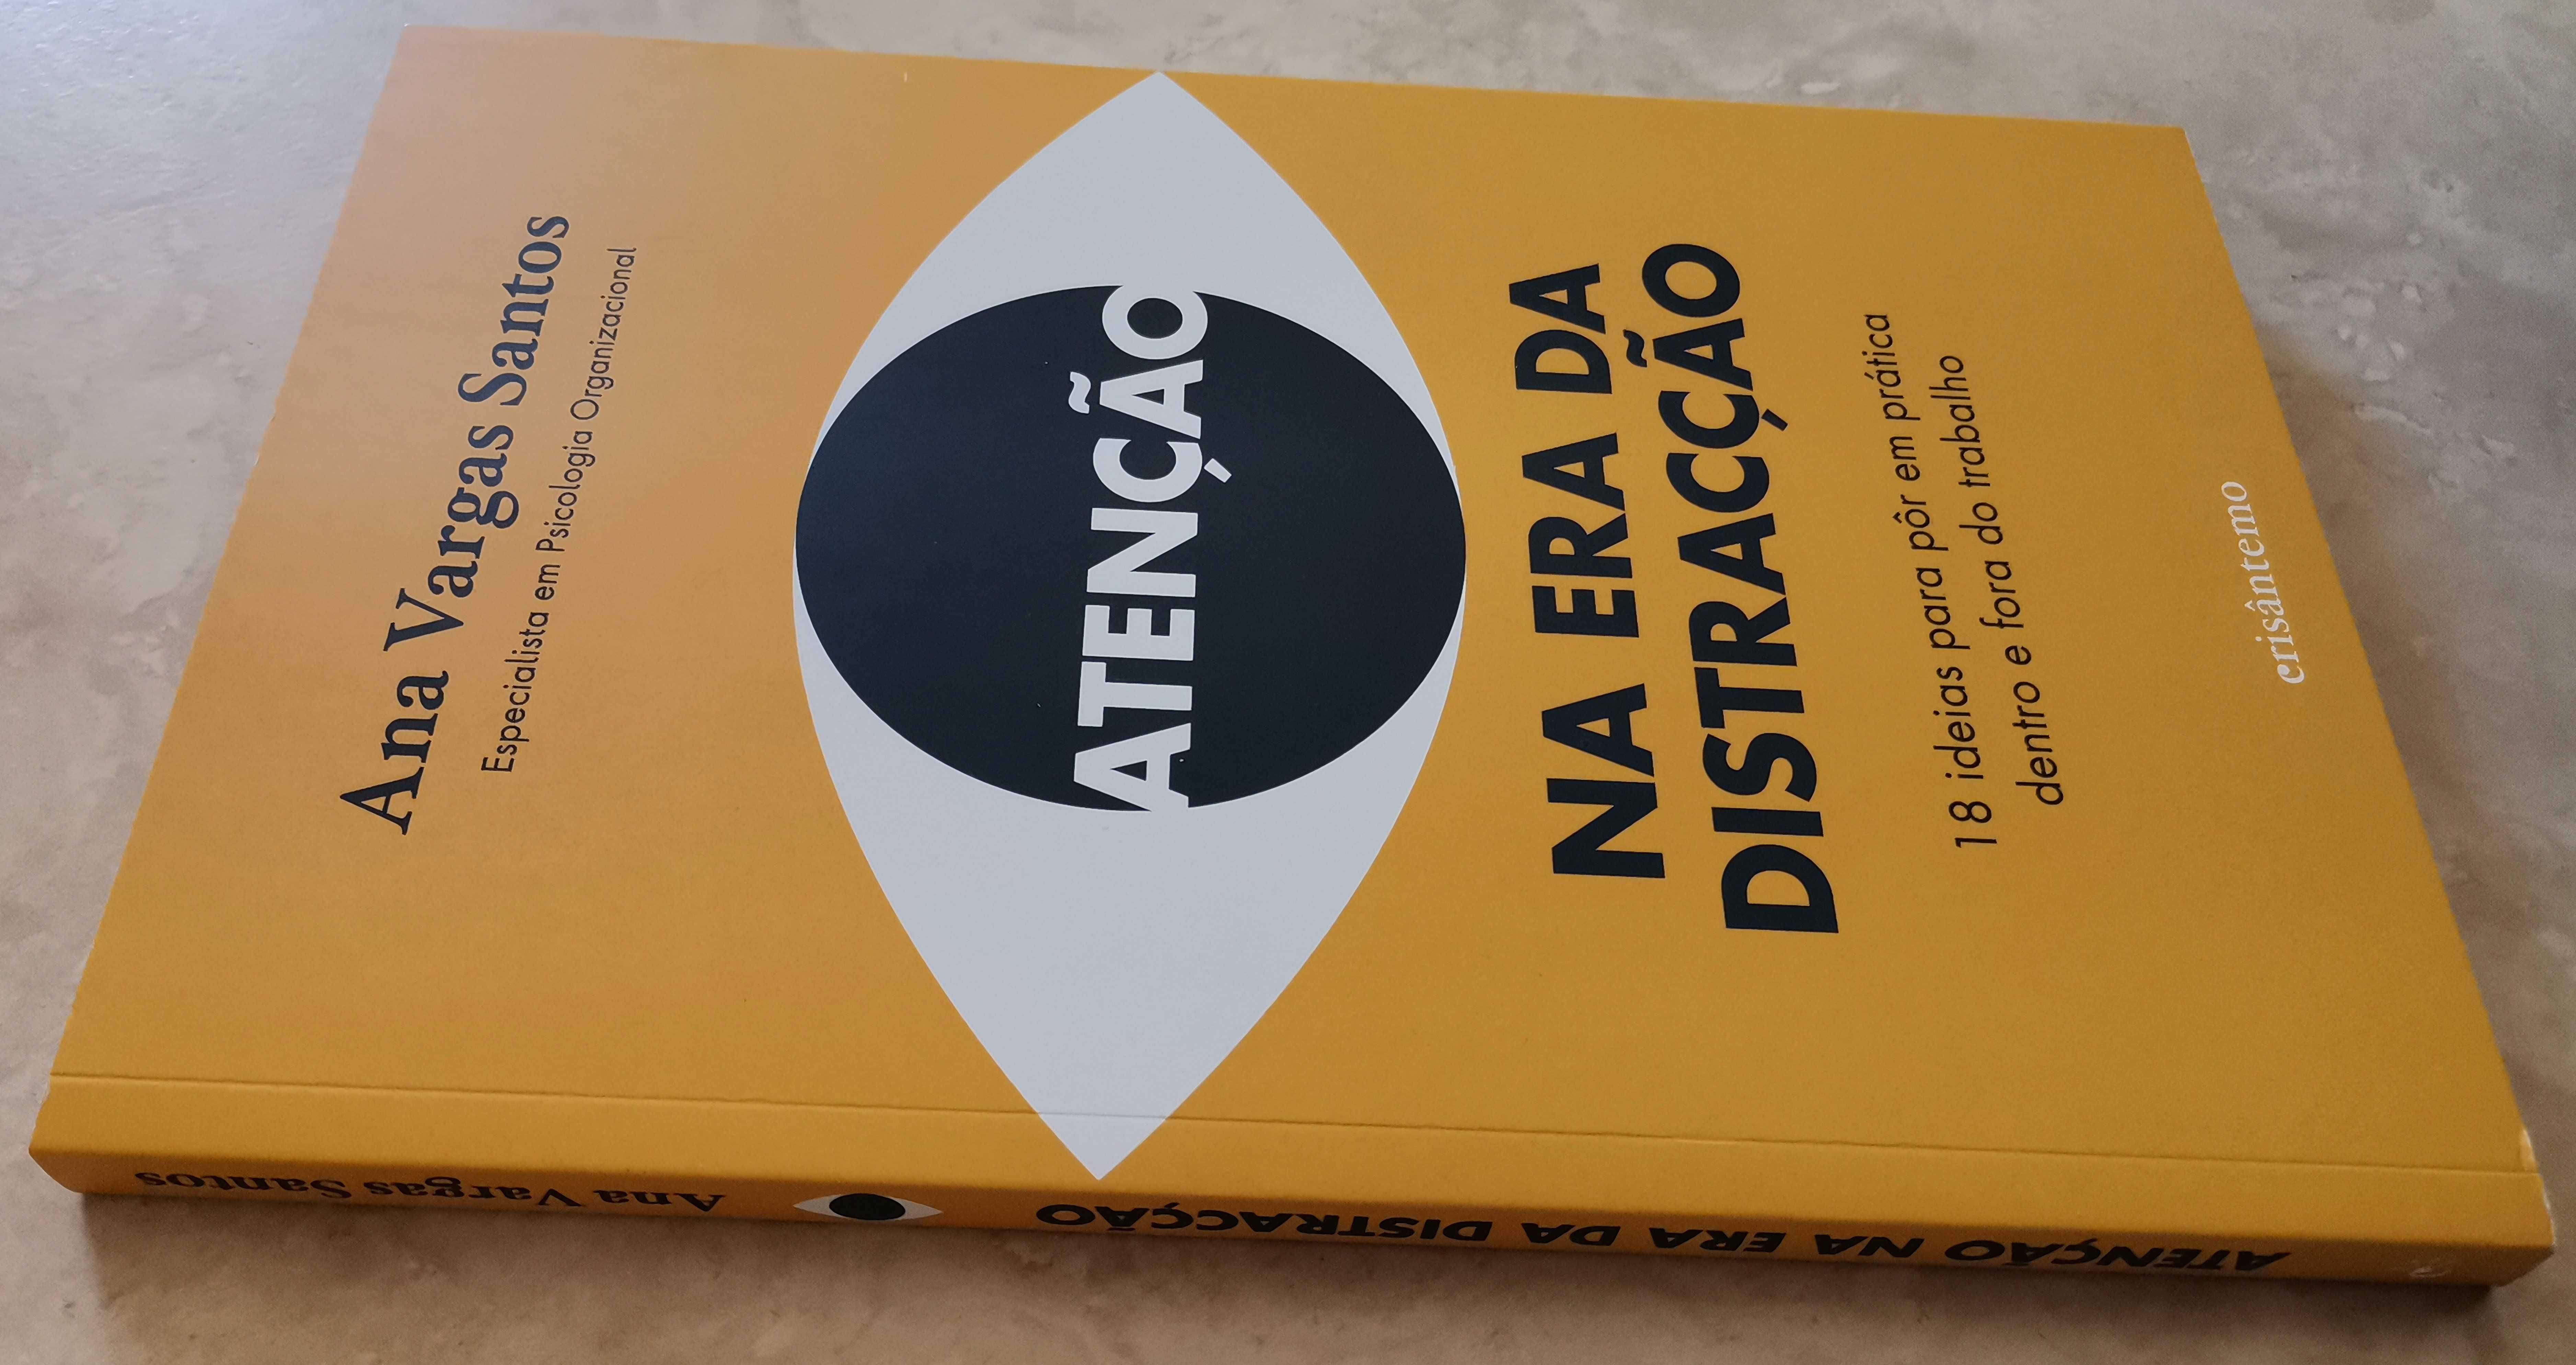 Ana Vargas Santos
Especialista em Psicologia Organizacional
ATENÇÃO
NA ERA DA
DISTRACÇÃO
18 ideias para pôr em prática
dentro e fora do trabalho
crisântemo
ATENÇÃO NA ERA DA DISTRACÇÃO
Ana Vargas Santos